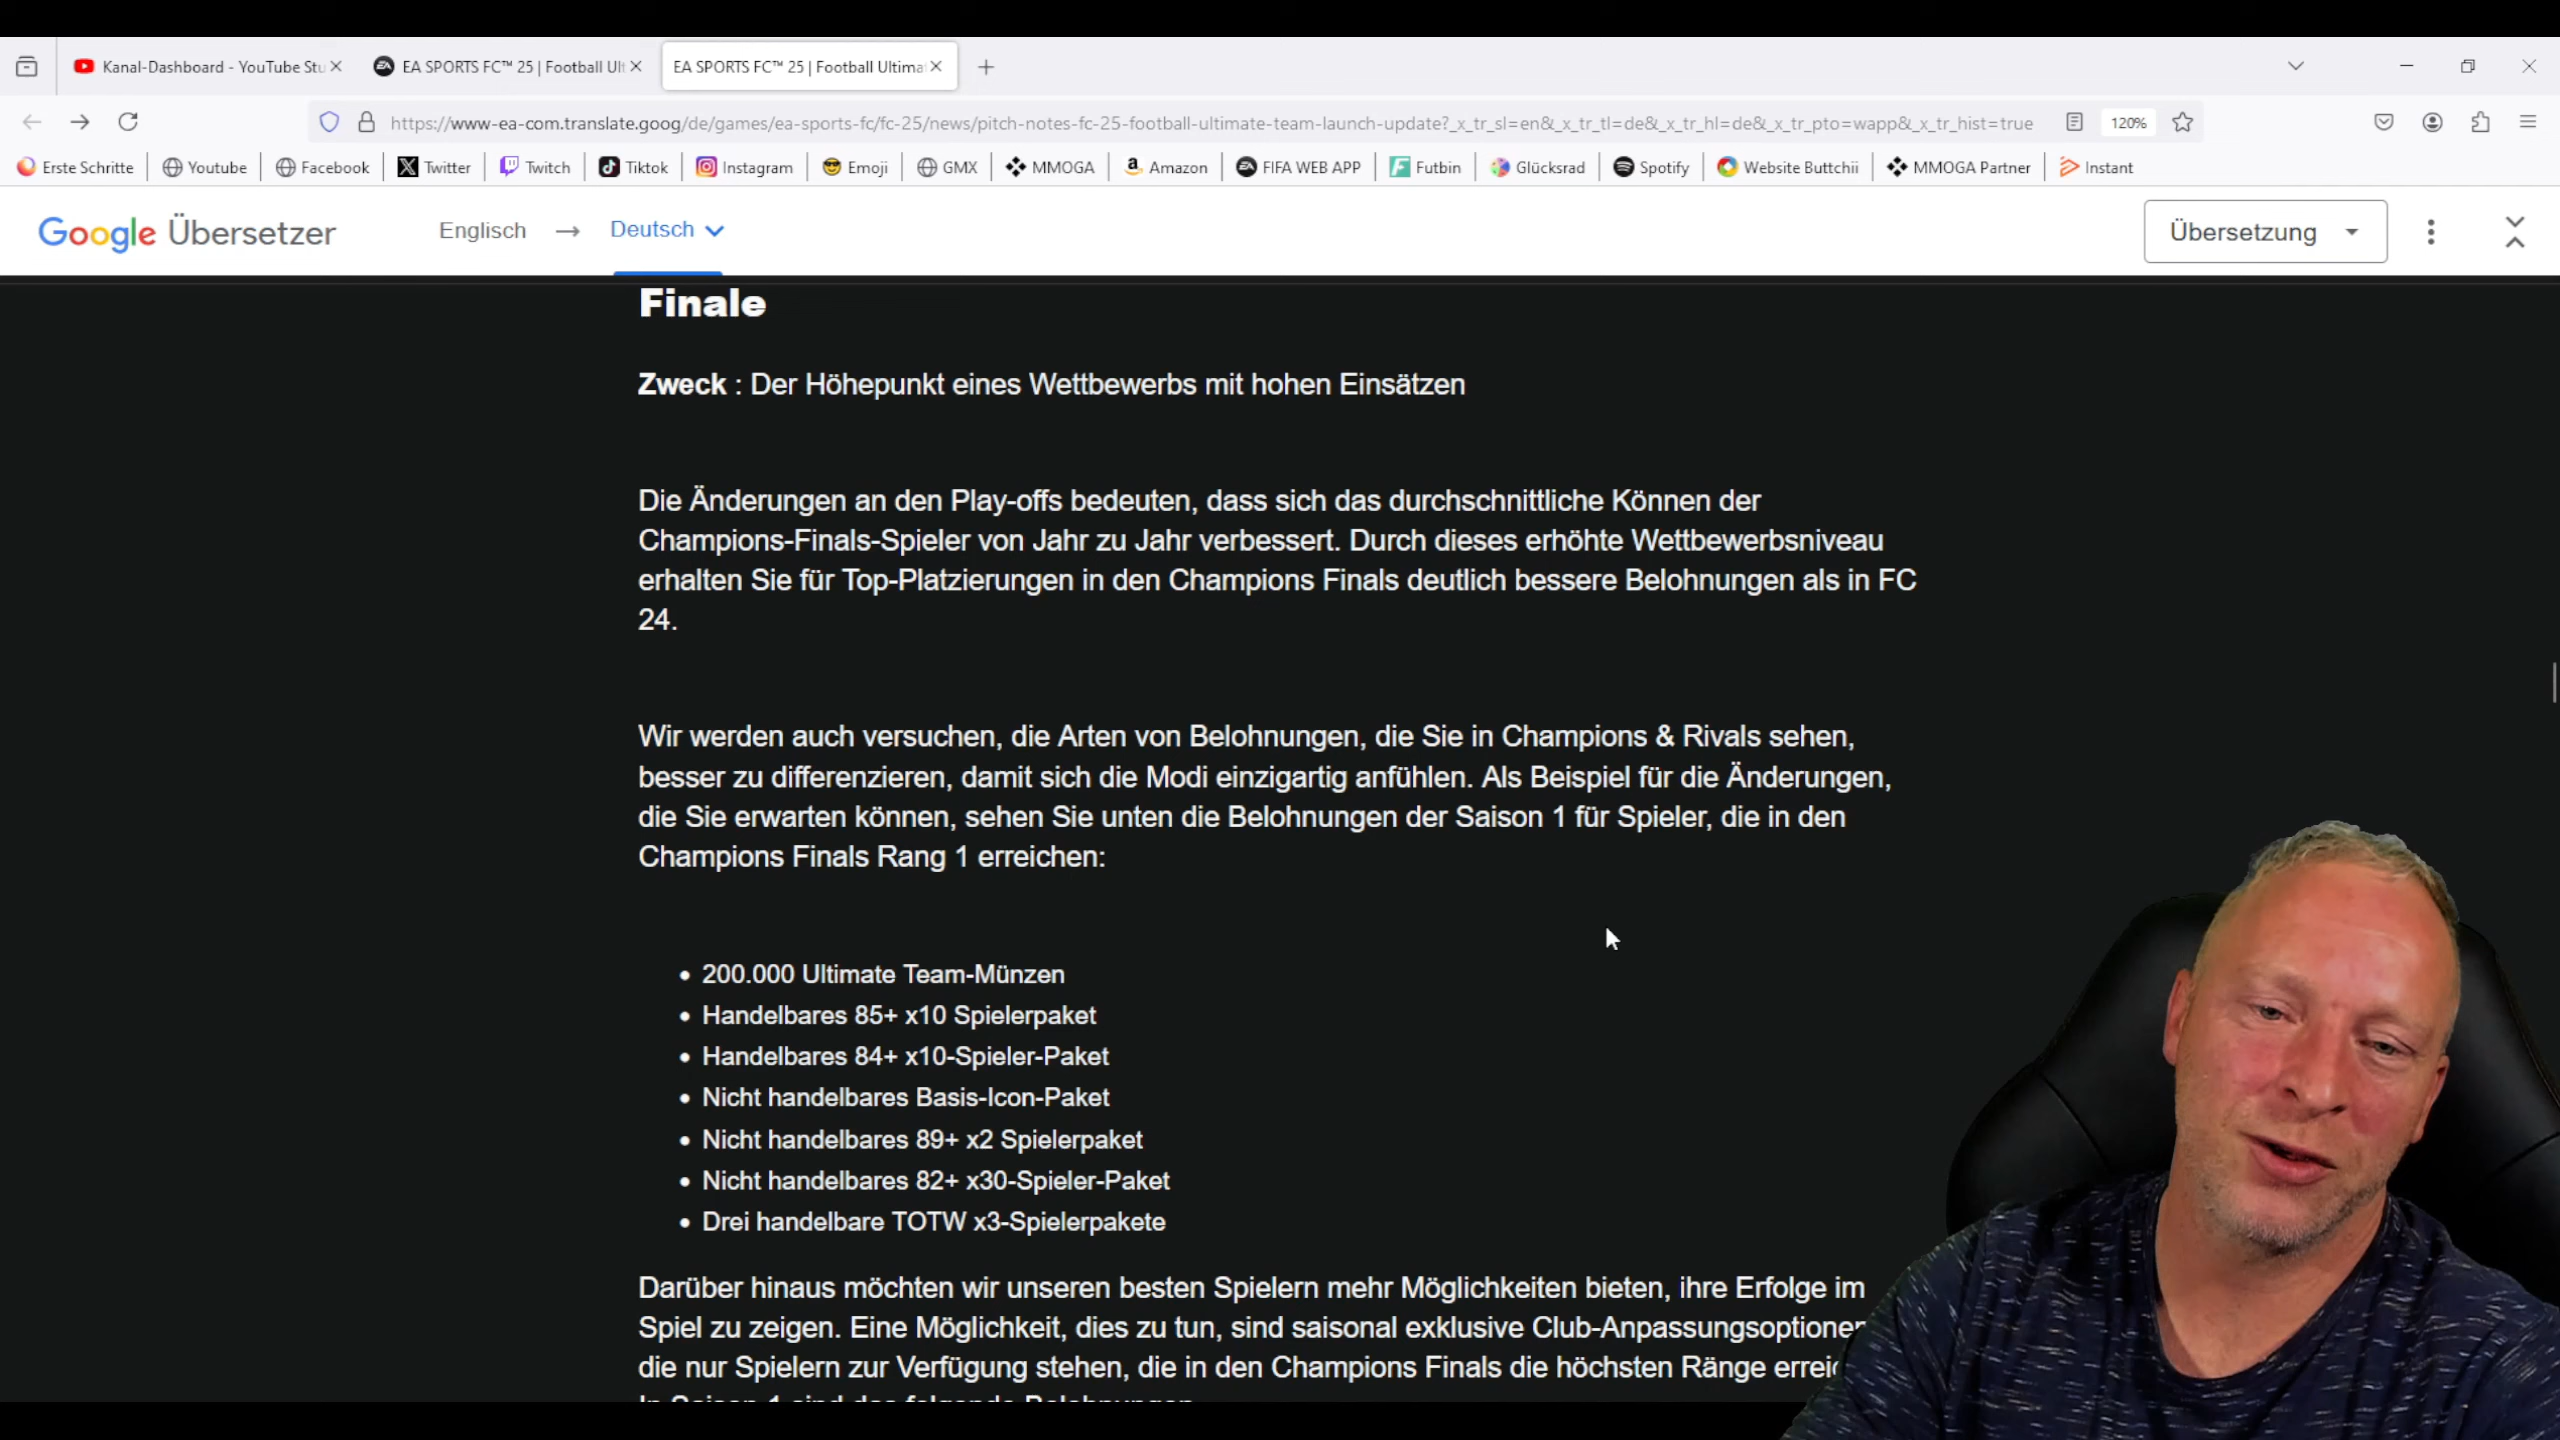 Kanal-Dashboard - YouTube Stu
EA SPORTS FC™ 25 | Football Ult
EA SPORTS FC™ 25 | Football Ultima
https://www-ea-com.translate.goog/de/games/ea-sports-fc/fc-25/news/pitch-notes-fc-25-football-ultimate-team-launch-update?_x_tr_sl=en&_x_tr_tl=de&_x_tr_hl=de&_x_tr_pto=wapp&_x_tr_hist=true
120%
Erste Schritte
Youtube
Facebook
Twitter
Twitch
Tiktok
Instagram
Emoji
GMX
MMOGA
Amazon
FIFA WEB APP
Futbin
Glücksrad
Spotify
Website Buttchii
MMOGA Partner
Instant
Google Übersetzer
Englisch → Deutsch
Übersetzung
Finale
Zweck : Der Höhepunkt eines Wettbewerbs mit hohen Einsätzen
Die Änderungen an den Play-offs bedeuten, dass sich das durchschnittliche Können der
Champions-Finals-Spieler von Jahr zu Jahr verbessert. Durch dieses erhöhte Wettbewerbsniveau
erhalten Sie für Top-Platzierungen in den Champions Finals deutlich bessere Belohnungen als in FC
24.
Wir werden auch versuchen, die Arten von Belohnungen, die Sie in Champions & Rivals sehen,
besser zu differenzieren, damit sich die Modi einzigartig anfühlen. Als Beispiel für die Änderungen,
die Sie erwarten können, sehen Sie unten die Belohnungen der Saison 1 für Spieler, die in den
Champions Finals Rang 1 erreichen:
• 200.000 Ultimate Team-Münzen
• Handelbares 85+ x10 Spielerpaket
• Handelbares 84+ x10-Spieler-Paket
• Nicht handelbares Basis-Icon-Paket
• Nicht handelbares 89+ x2 Spielerpaket
• Nicht handelbares 82+ x30-Spieler-Paket
• Drei handelbare TOTW x3-Spielerpakete
Darüber hinaus möchten wir unseren besten Spielern mehr Möglichkeiten bieten, ihre Erfolge im
Spiel zu zeigen. Eine Möglichkeit, dies zu tun, sind saisonal exklusive Club-Anpassungsoptionen
die nur Spielern zur Verfügung stehen, die in den Champions Finals die höchsten Ränge erreic
In Saison 1 sind das folgende Belohnungen